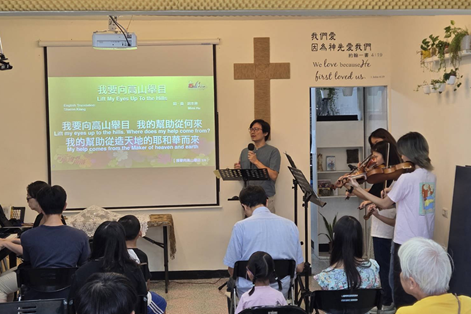 我要向高山舉目
Lift My Eyes Up To the Hills
我要向高山舉目 我的幫助從何來
Lift my eyes up to the hills. Where does my help come from?
我的幫助從造天地的耶和華而來
My help comes from the Maker of heaven and earth
我們愛
因為神先愛我們
We love because He
first loved us.